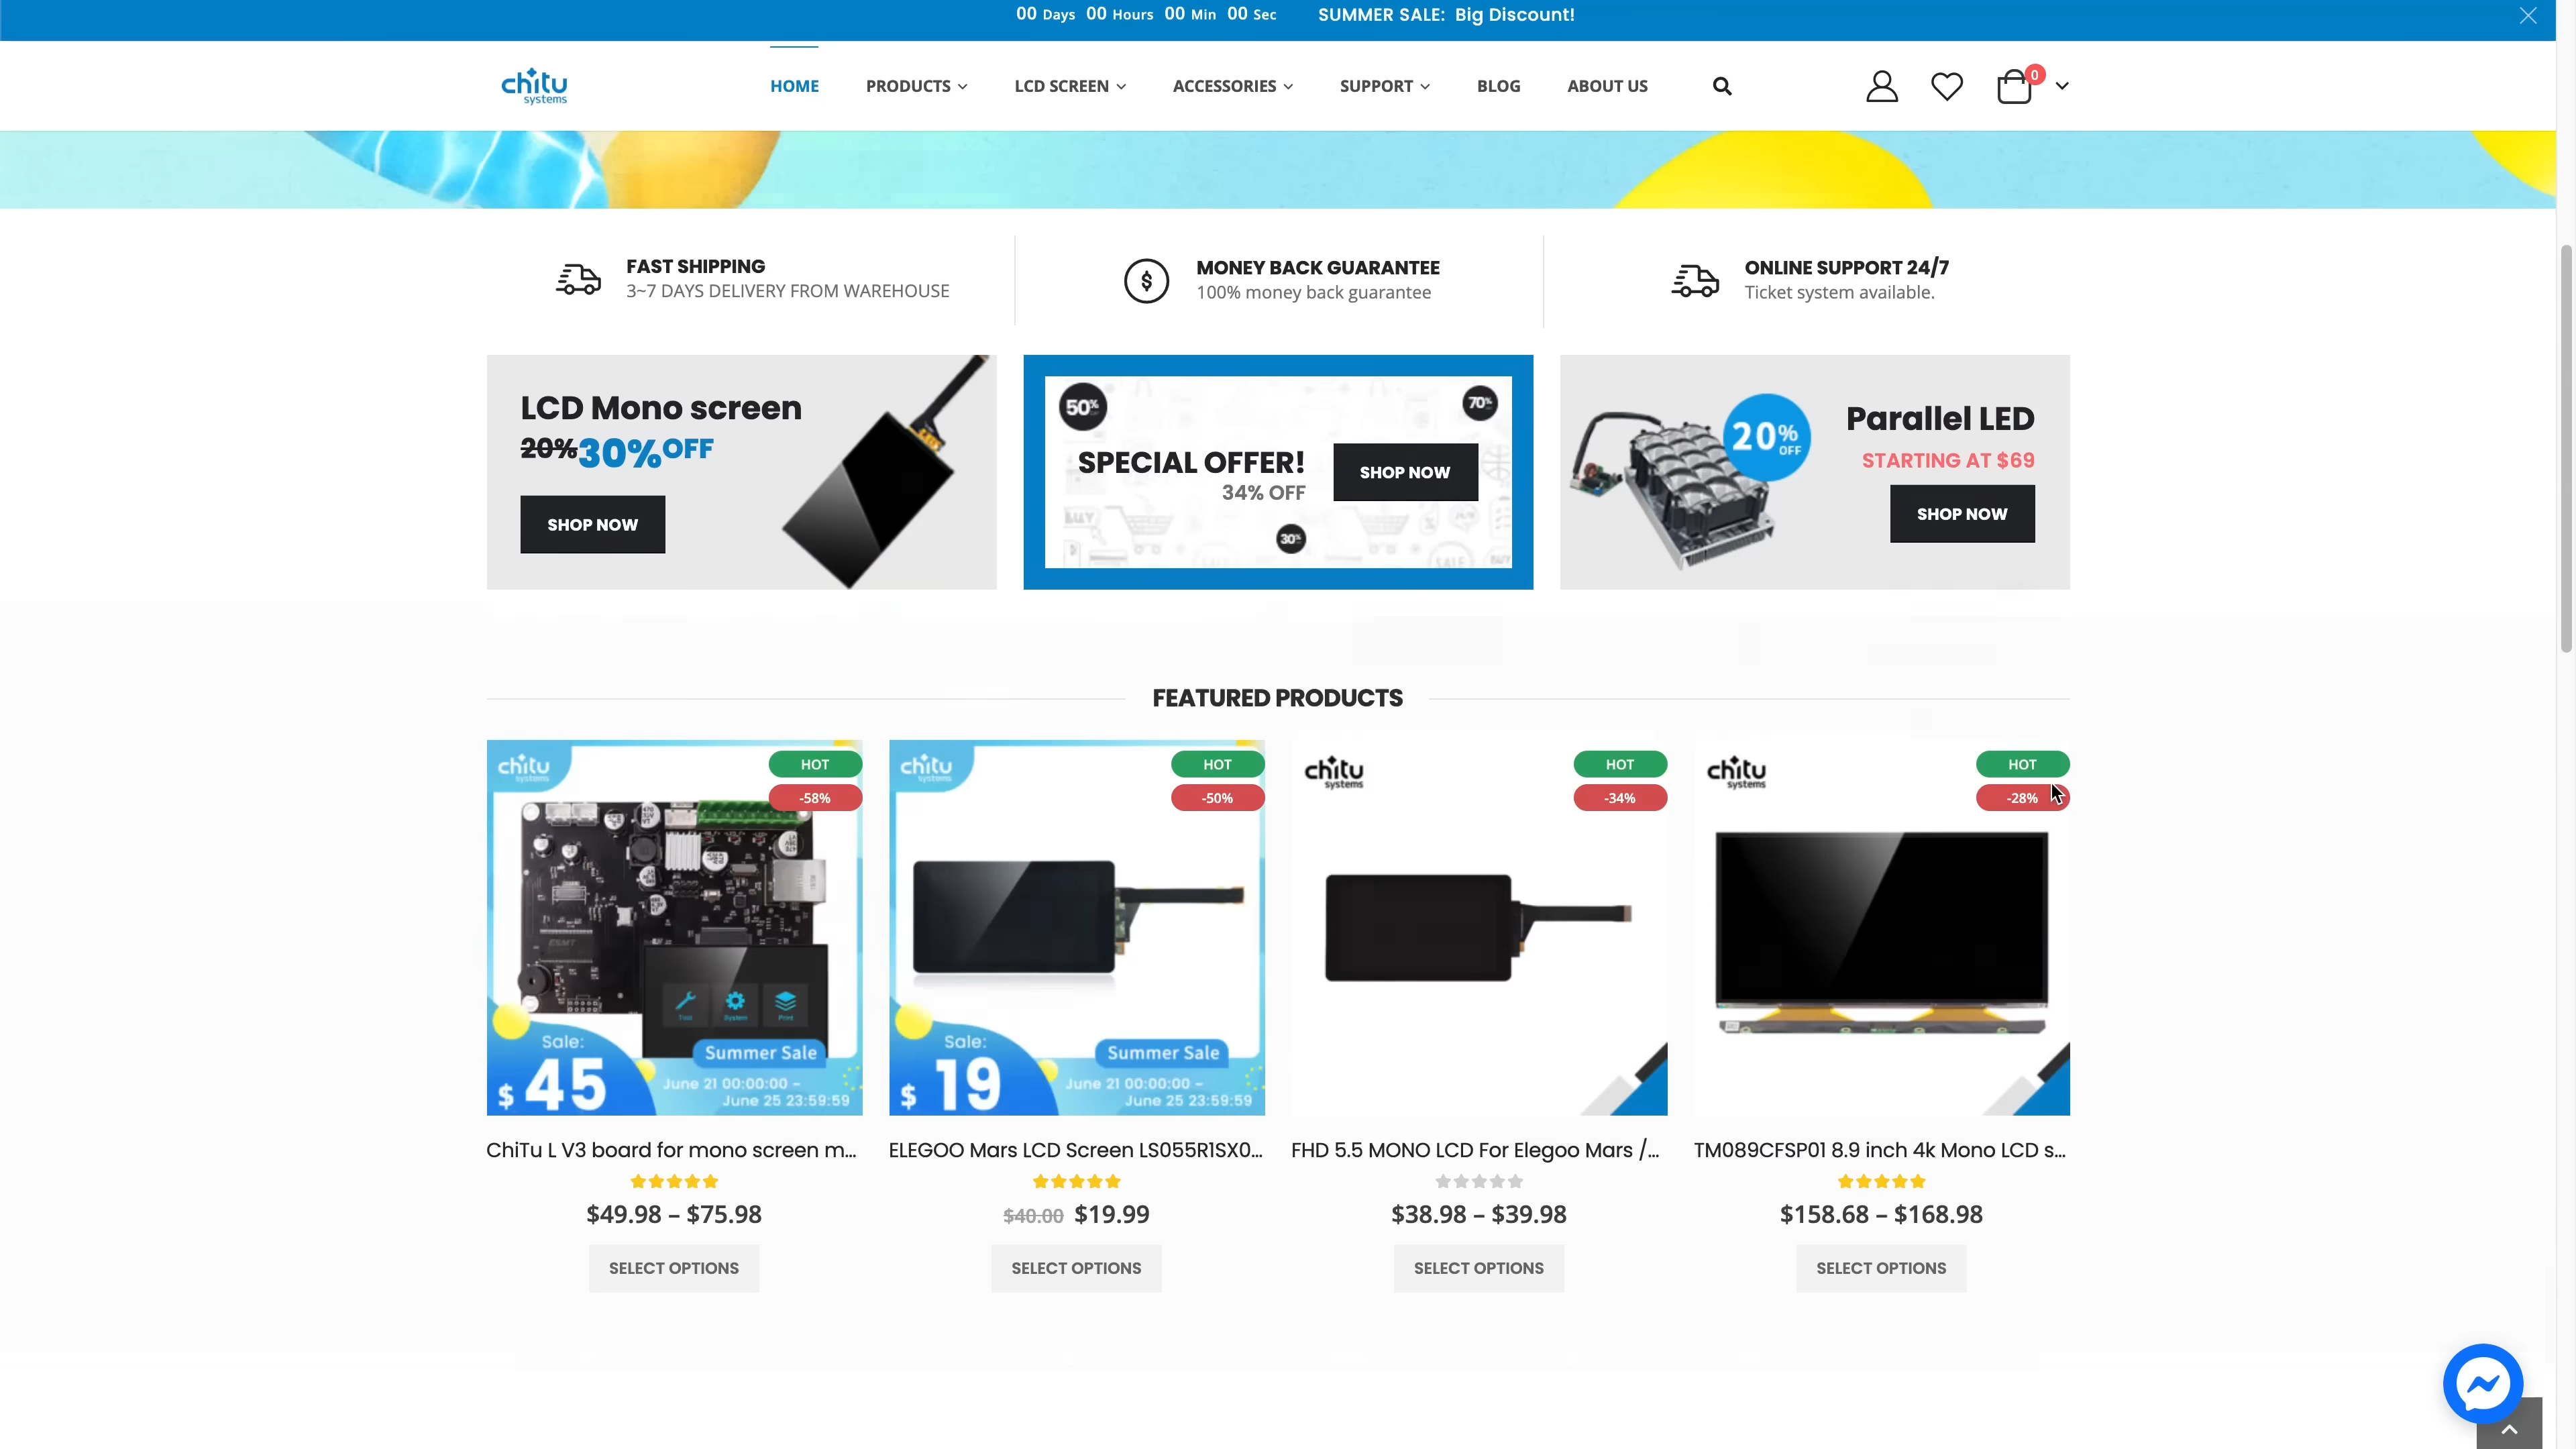 00 Days 00 Hours 00 Min 00 Sec SUMMER SALE: Big Discount!
chitu systems
HOME PRODUCTS LCD SCREEN ACCESSORIES SUPPORT BLOG ABOUT US 0
FAST SHIPPING
3~7 DAYS DELIVERY FROM WAREHOUSE
MONEY BACK GUARANTEE
100% money back guarantee
ONLINE SUPPORT 24/7
Ticket system available.
LCD Mono screen
20%30%OFF
SHOP NOW
50%
70%
SPECIAL OFFER!
34% OFF
SHOP NOW
30%
BUY
SALE
BUY
20% OFF
Parallel LED
STARTING AT $69
SHOP NOW
FEATURED PRODUCTS
chitu systems
HOT
-58%
ESMT
Tool System Print
Sale:
$ 45
Summer Sale
June 21 00:00:00 -
June 25 23:59:59
ChiTu L V3 board for mono screen m...
$49.98 – $75.98
SELECT OPTIONS
chitu systems
HOT
-50%
Sale:
$ 19
Summer Sale
June 21 00:00:00 -
June 25 23:59:59
ELEGOO Mars LCD Screen LS055R1SX0...
$40.00 $19.99
SELECT OPTIONS
chitu systems
HOT
-34%
FHD 5.5 MONO LCD For Elegoo Mars /...
$38.98 – $39.98
SELECT OPTIONS
chitu systems
HOT
-28%
TM089CFSP01 8.9 inch 4k Mono LCD s...
$158.68 – $168.98
SELECT OPTIONS